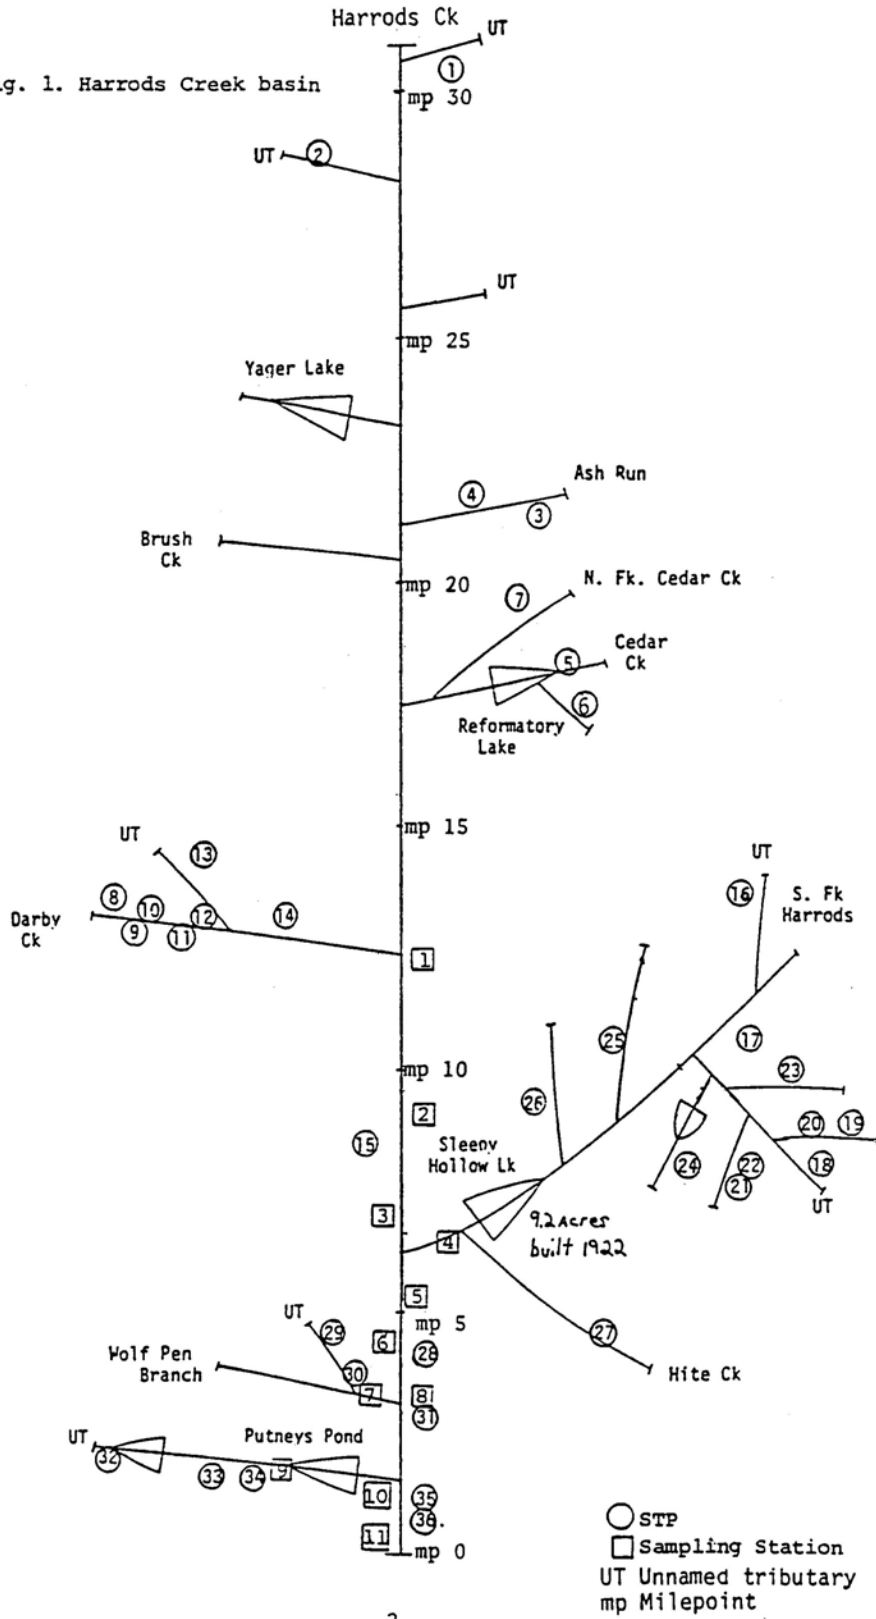 Harrods Ck
UT
g. 1. Harrods Creek basin
1
mp 30
UT 2
UT
mp 25
Yager Lake
Ash Run
4
3
Brush
Ck
mp 20
N. Fk. Cedar Ck
7
Cedar
Ck
5
6
Reformatory
Lake
mp 15
UT
13
UT
16
S. Fk
Harrods
8
10
12
14
Darby
Ck
9
11
1
17
25
mp 10
23
26
2
15
Sleepy
Hollow Lk
20
19
24
22
18
21
UT
3
4
9.2 Acres
built 1922
5
mp 5
UT
29
6
28
27
Wolf Pen
Branch
30
7
8
Hite Ck
31
UT
Putneys Pond
32
33
34
9
10
35
36.
11
mp 0
STP
Sampling Station
UT Unnamed tributary
mp Milepoint